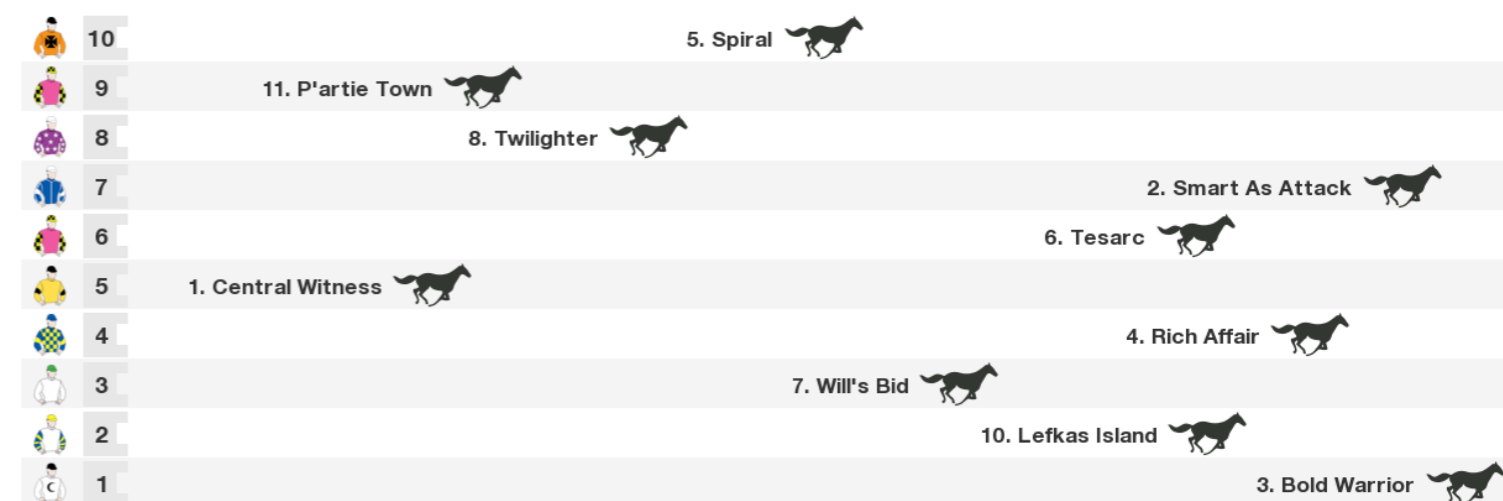 10 5. Spiral
9 11. P'artie Town
8 8. Twilighter
7 2. Smart As Attack
6 6. Tesarc
5 1. Central Witness
4 4. Rich Affair
3 7. Will's Bid
2 10. Lefkas Island
C 1 3. Bold Warrior